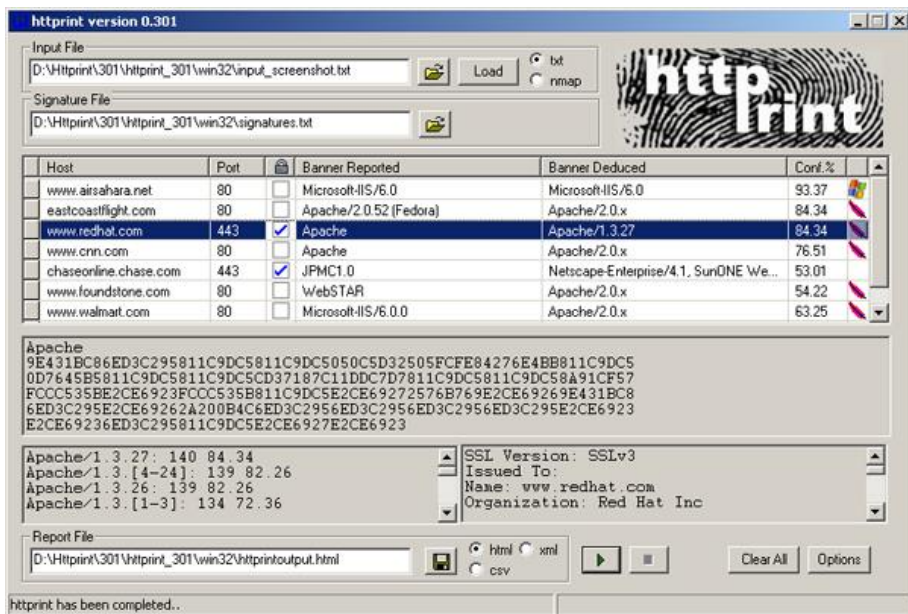 httprint version 0.301
Input File
D:\Httprint\301\httprint_301\win32\input_screenshot.txt
Load
txt
nmap
http
Print
Signature File
D:\Httprint\301\httprint_301\win32\signatures.txt
Host Port Banner Reported Banner Deduced Conf.%
www.airsahara.net 80 Microsoft-IIS/6.0 Microsoft-IIS/6.0 93.37
eastcoastflight.com 80 Apache/2.0.52 (Fedora) Apache/2.0.x 84.34
www.redhat.com 443 Apache Apache/1.3.27 84.34
www.cnn.com 80 Apache Apache/2.0.x 76.51
chaseonline.chase.com 443 JPMC1.0 Netscape-Enterprise/4.1, SunONE We... 53.01
www.foundstone.com 80 WebSTAR Apache/2.0.x 54.22
www.walmart.com 80 Microsoft-IIS/6.0.0 Apache/2.0.x 63.25
Apache
9E431BC86ED3C295811C9DC5811C9DC5050C5D32505FCFE84276E4BB811C9DC5
0D7645B5811C9DC5811C9DC5CD37187C11DDC7D7811C9DC5811C9DC58A91CF57
FCCC535BE2CE6923FCCC535B811C9DC5E2CE69272576B769E2CE69269E431BC8
6ED3C295E2CE69262A200B4C6ED3C2956ED3C2956ED3C2956ED3C295E2CE6923
E2CE69236ED3C295811C9DC5E2CE6927E2CE6923
Apache/1.3.27: 140 84.34
Apache/1.3.[4-24]: 139 82.26
Apache/1.3.26: 139 82.26
Apache/1.3.[1-3]: 134 72.36
SSL Version: SSLv3
Issued To:
Name: www.redhat.com
Organization: Red Hat Inc
Report File
D:\Httprint\301\httprint_301\win32\httprintoutput.html
html xml
csv
Clear All
Options
httprint has been completed..